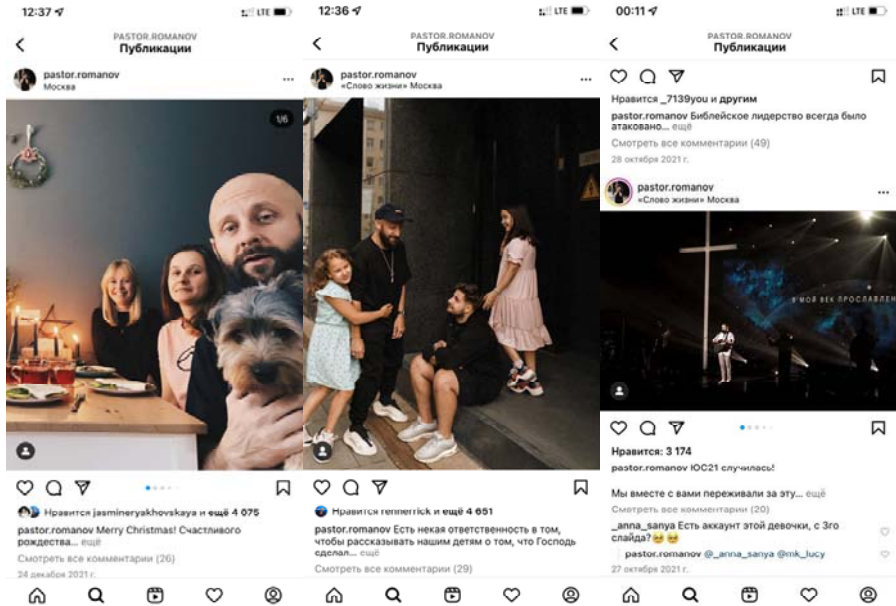 12:37
LTE
PASTOR.ROMANOV
Публикации
pastor.romanov
Москва
1/6
Нравится jasmineryakhovskaya и ещё 4 075
pastor.romanov Merry Christmas! Счастливого
рождества... ещё
Смотреть все комментарии (26)
24 декабря 2021 г.
12:36
LTE
PASTOR.ROMANOV
Публикации
pastor.romanov
«Слово жизни» Москва
Нравится rennerrick и ещё 4 651
pastor.romanov Есть некая ответственность в том,
чтобы рассказывать нашим детям о том, что Господь
сделал... ещё
Смотреть все комментарии (29)
00:11
LTE
PASTOR.ROMANOV
Публикации
Нравится _7139you и другим
pastor.romanov Библейское лидерство всегда было
атаковано... ещё
Смотреть все комментарии (49)
28 октября 2021 г.
pastor.romanov
«Слово жизни» Москва
В МОЙ ВЕК ПРОСЛАВЛЕН
Нравится: 3 174
pastor.romanov ЮС21 случилась!
Мы вместе с вами переживали за эту... ещё
Смотреть все комментарии (20)
_anna_sanya Есть аккаунт этой девочки, с 3го
слайда?🥺🥺
pastor.romanov @_anna_sanya @mk_lucy
27 октября 2021 г.